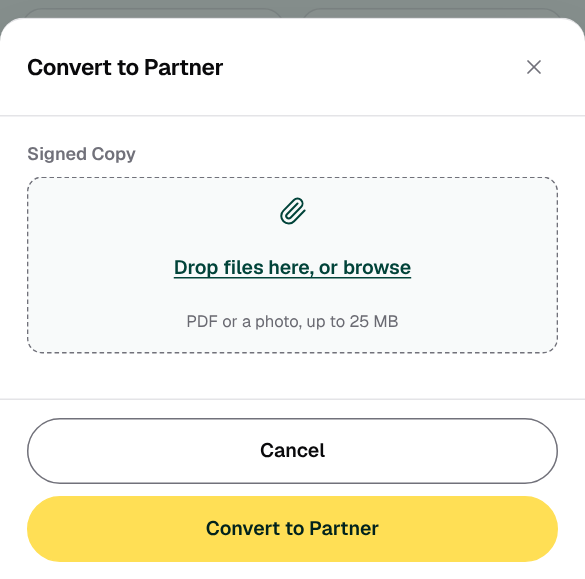 Convert to Partner
Signed Copy
Drop files here, or browse
PDF or a photo, up to 25 MB
Cancel
Convert to Partner